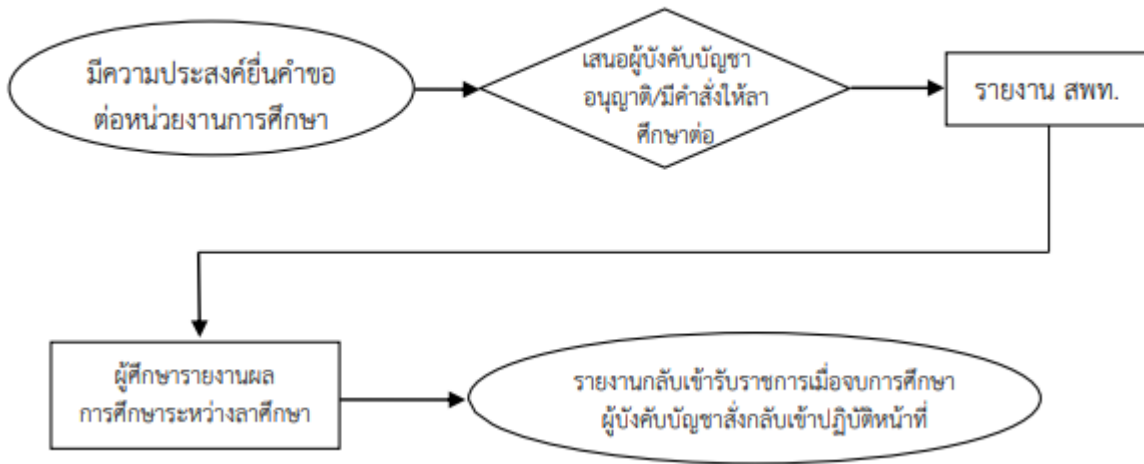 มีความประสงค์ยื่นคำขอ
ต่อหน่วยงานการศึกษา
เสนอผู้บังคับบัญชา
อนุญาติ/มีคำสั่งให้ลา
ศึกษาต่อ
รายงาน สพท.
ผู้ศึกษารายงานผล
การศึกษาระหว่างลาศึกษา
รายงานกลับเข้ารับราชการเมื่อจบการศึกษา
ผู้บังคับบัญชาสั่งกลับเข้าปฏิบัติหน้าที่